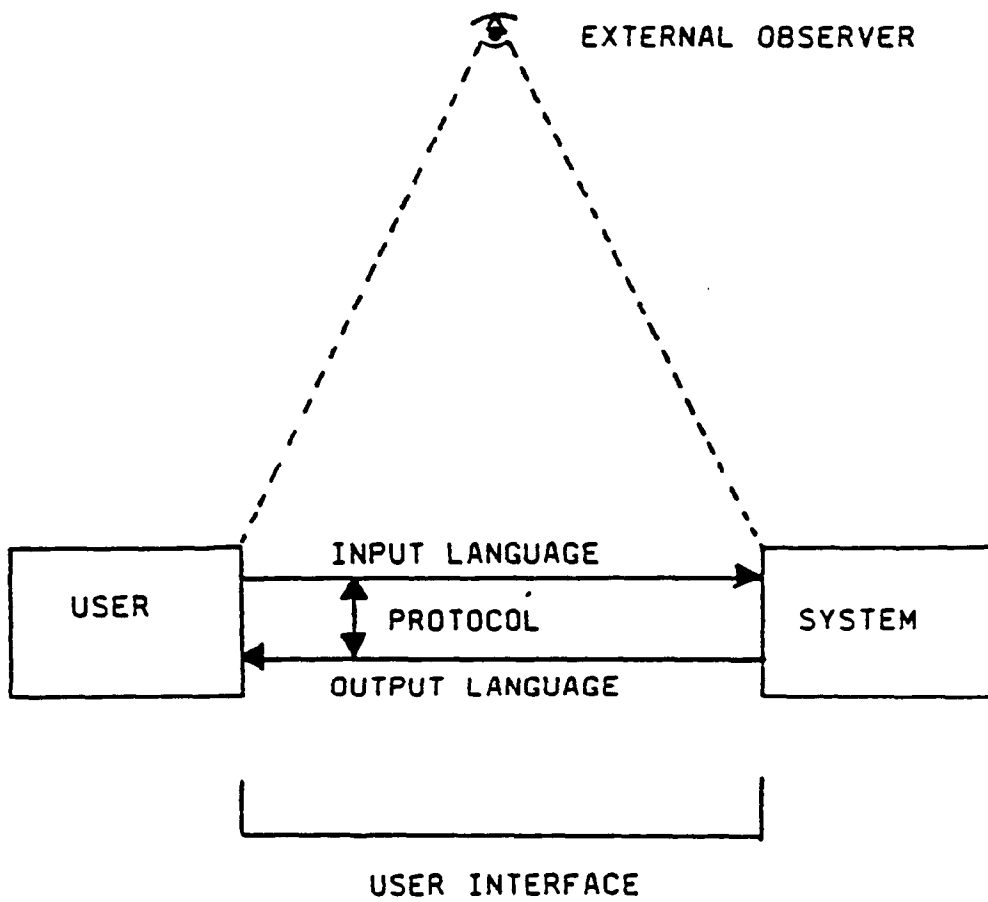 EXTERNAL OBSERVER
INPUT LANGUAGE
USER
PROTOCOL
SYSTEM
OUTPUT LANGUAGE
USER INTERFACE